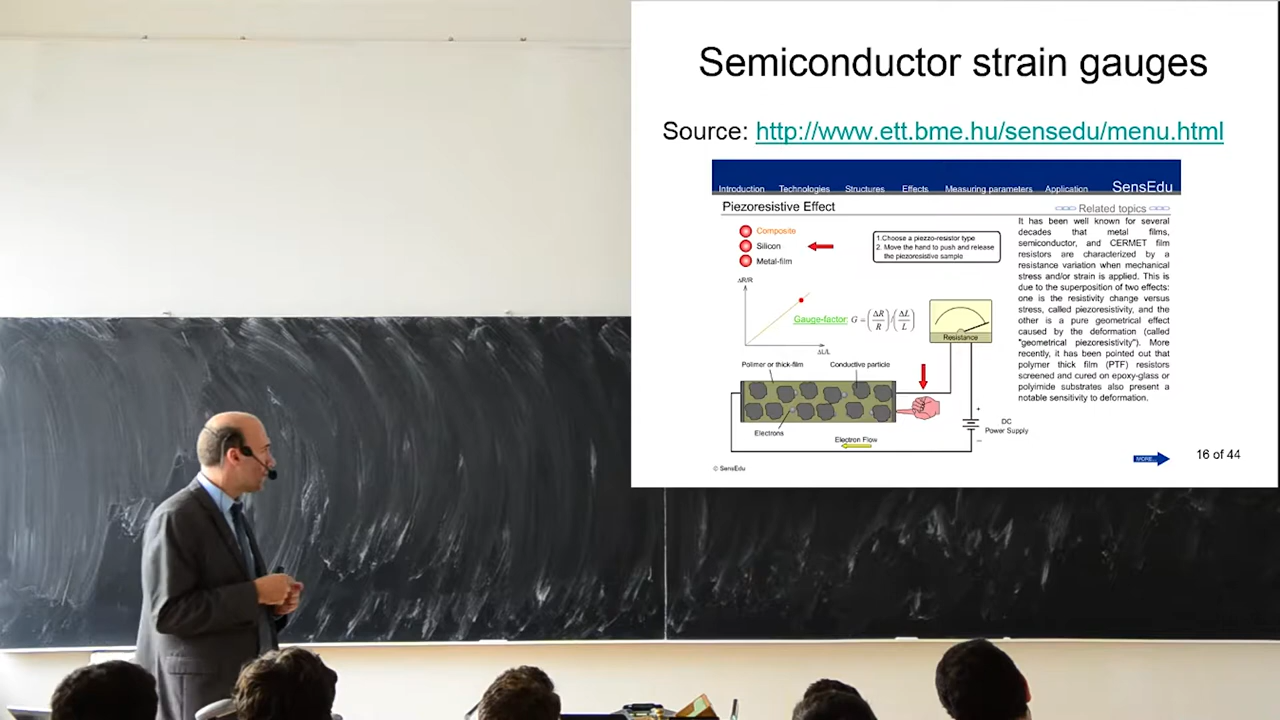 Semiconductor strain gauges
Source: http://www.ett.bme.hu/sensedu/menu.html
Introduction Technologies Structures Effects Measuring parameters Application SensEdu
Piezoresistive Effect
Related topics
Composite
Silicon
Metal-film
1.Choose a piezzo-resistor type
2. Move the hand to push and release
the piezoresistive sample
It has been well known for several
decades that metal films,
semiconductor, and CERMET film
resistors are characterized by a
resistance variation when mechanical
stress and/or strain is applied. This is
due to the superposition of two effects:
one is the resistivity change versus
stress, called piezoresistivity, and the
other is a pure geometrical effect
caused by the deformation (called
"geometrical piezoresistivity"). More
recently, it has been pointed out that
polymer thick film (PTF) resistors
screened and cured on epoxy-glass or
polyimide substrates also present a
notable sensitivity to deformation.
ΔR/R
Gauge-factor: G = (ΔR/R)/(ΔL/L)
ΔL/L
Resistance
Polimer or thick-film Conductive particle
Electrons
Electron Flow
+
DC
Power Supply
−
MORE...
16 of 44
© SensEdu